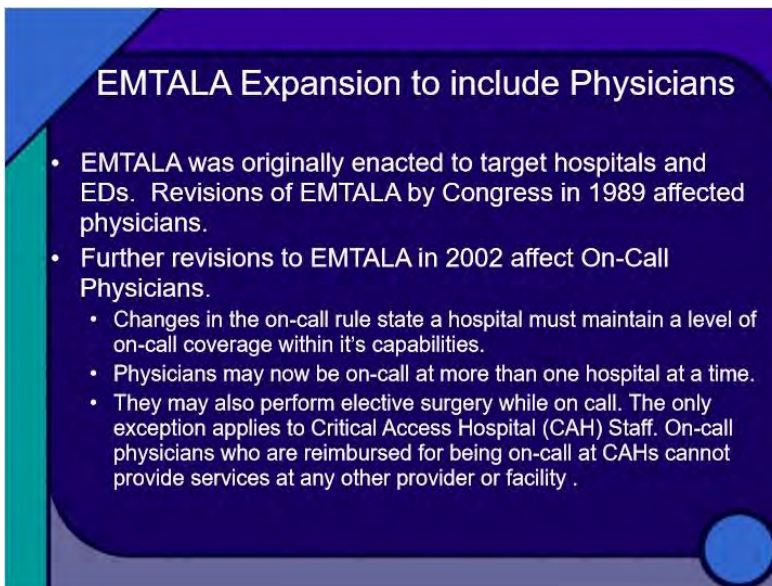 EMTALA Expansion to include Physicians
• EMTALA was originally enacted to target hospitals and
EDs. Revisions of EMTALA by Congress in 1989 affected
physicians.
• Further revisions to EMTALA in 2002 affect On-Call
Physicians.
• Changes in the on-call rule state a hospital must maintain a level of
on-call coverage within it's capabilities.
• Physicians may now be on-call at more than one hospital at a time.
• They may also perform elective surgery while on call. The only
exception applies to Critical Access Hospital (CAH) Staff. On-call
physicians who are reimbursed for being on-call at CAHs cannot
provide services at any other provider or facility .